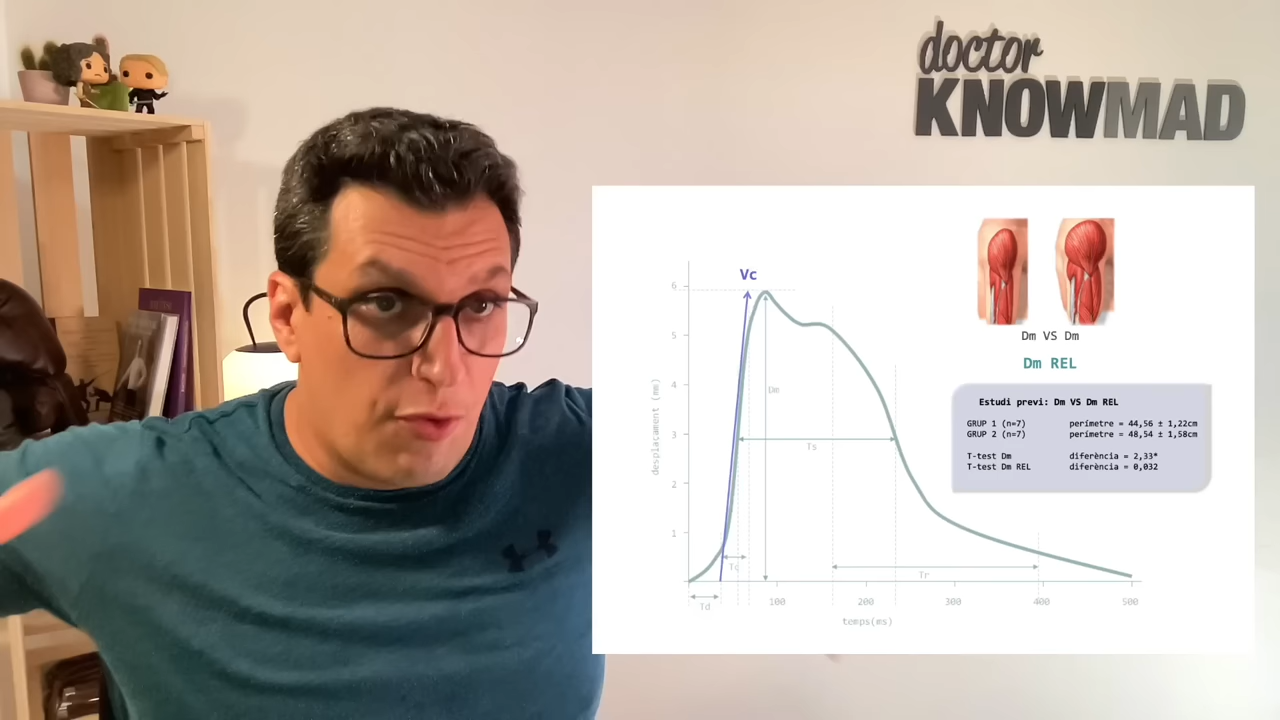 doctor
KNOWMAD
Vc
Dm VS Dm
Dm REL
Estudi previ: Dm VS Dm REL
GRUP 1 (n=7) perímetre = 44,56 ± 1,22cm
GRUP 2 (n=7) perímetre = 48,54 ± 1,58cm
T-test Dm diferència = 2,33*
T-test Dm REL diferència = 0,032
desplaçament (mm)
6
5
4
3
2
1
Dm
Ts
Tc
Tr
Td
100 200 300 400 500
temps(ms)